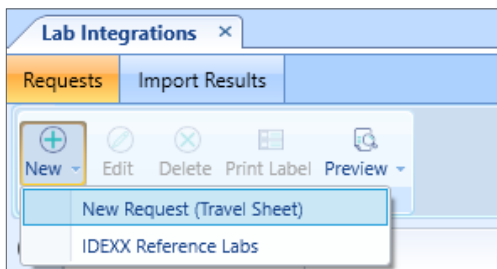 Lab Integrations ×
Requests Import Results
New Edit Delete Print Label Preview
New Request (Travel Sheet)
IDEXX Reference Labs